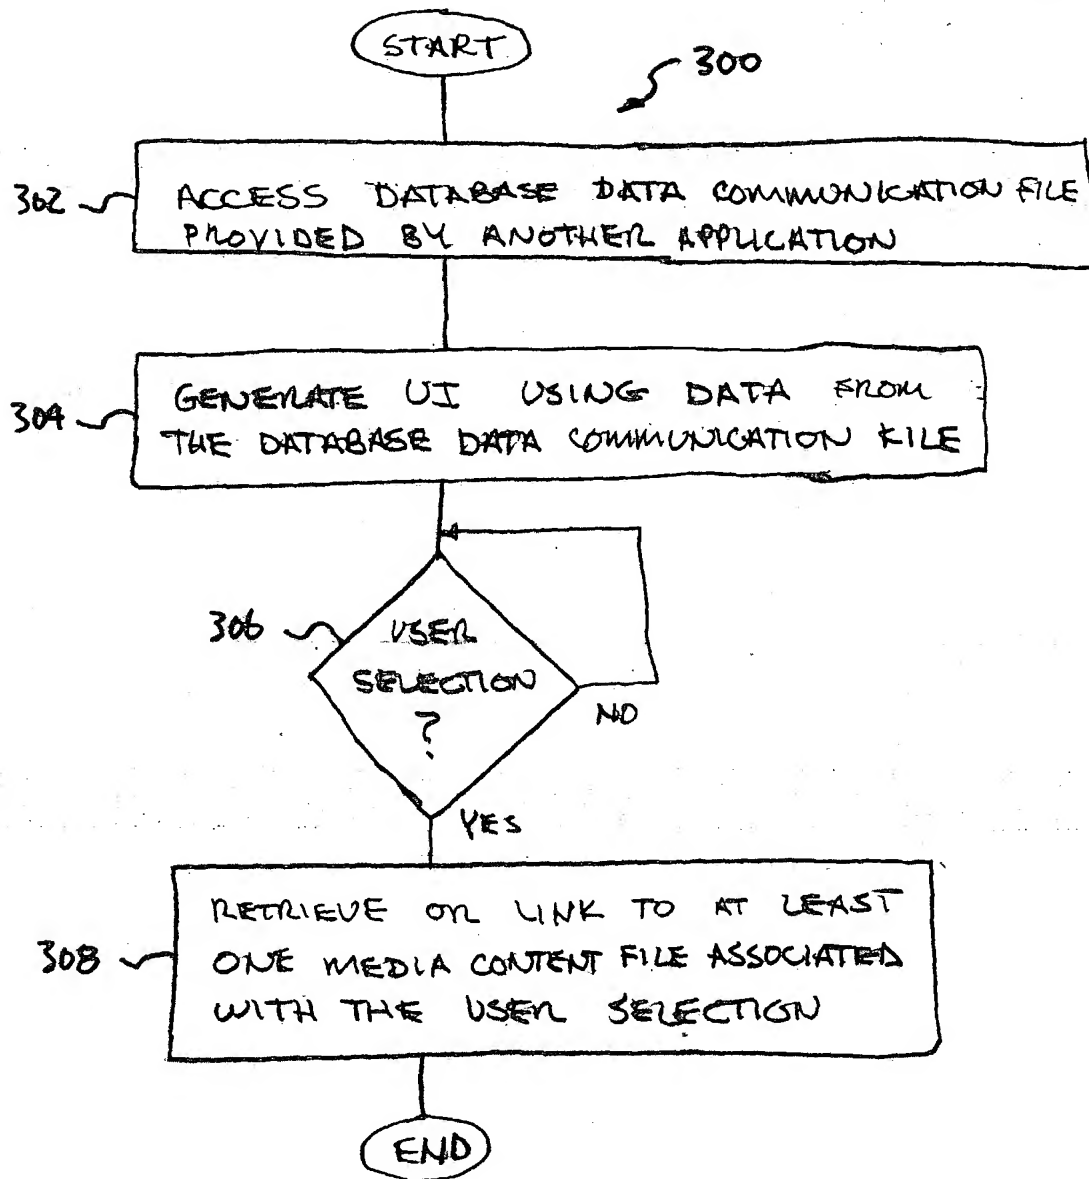 START
300
302
ACCESS DATABASE DATA COMMUNICATION FILE
PROVIDED BY ANOTHER APPLICATION
304
GENERATE UI USING DATA FROM
THE DATABASE DATA COMMUNICATION FILE
306
USER
SELECTION
?
NO
YES
308
RETRIEVE OR LINK TO AT LEAST
ONE MEDIA CONTENT FILE ASSOCIATED
WITH THE USER SELECTION
END